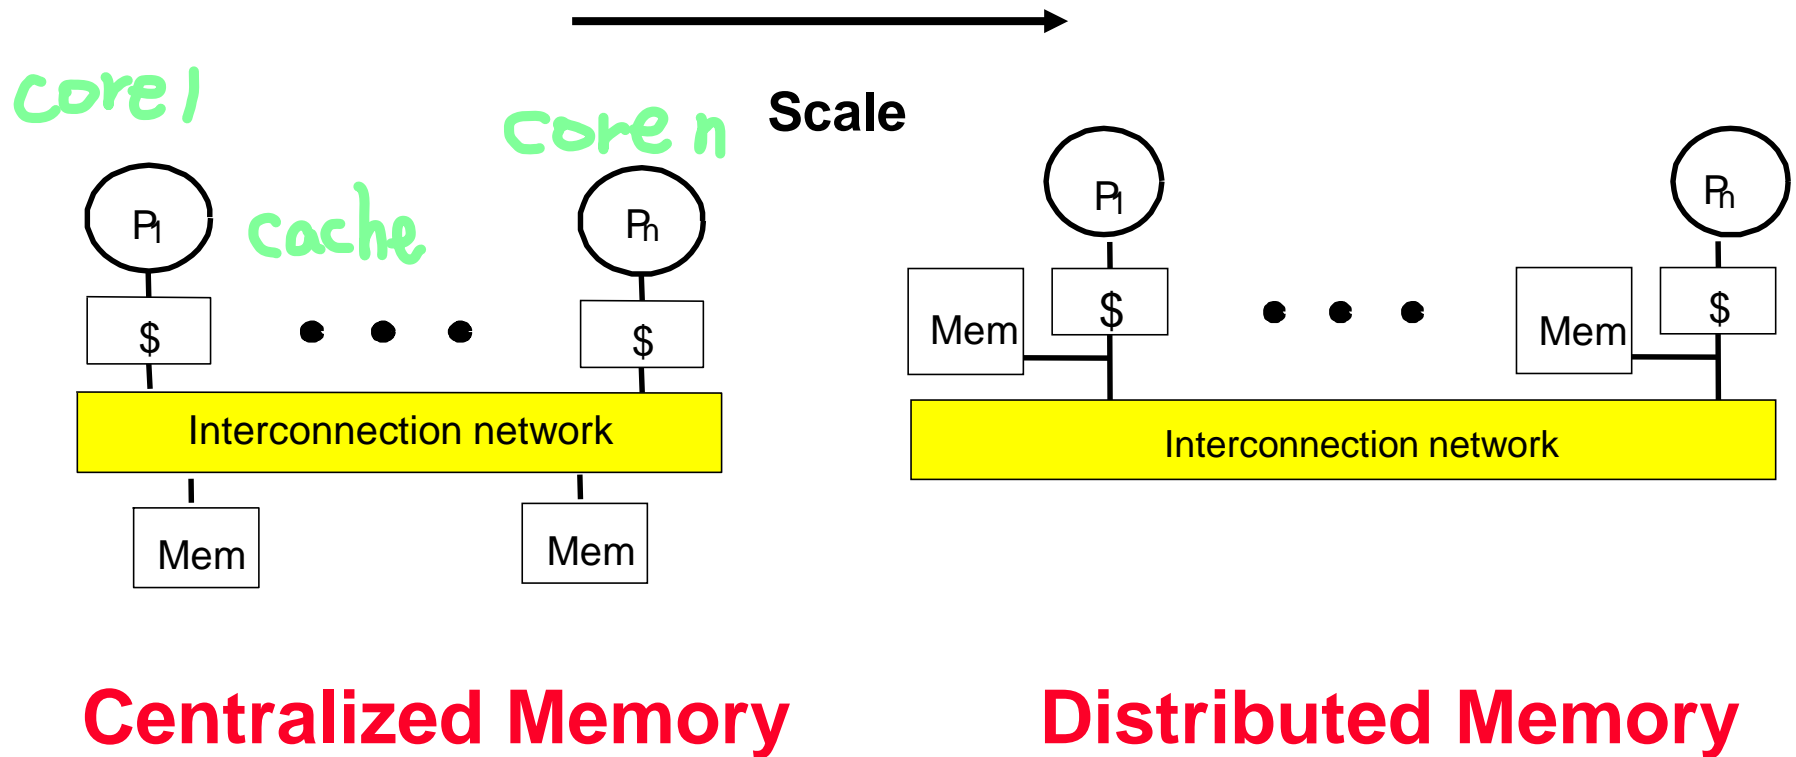 Scale
core 1
core n
cache
P1
Pn
$
$
Interconnection network
Mem
Mem
Centralized Memory
P1
Pn
Mem
$
Mem
$
Interconnection network
Distributed Memory